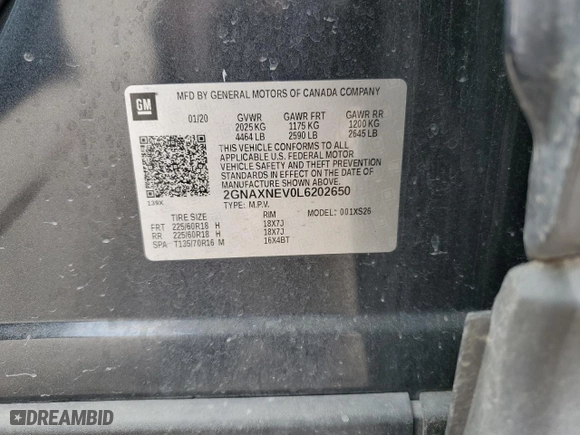 GM
MFD BY GENERAL MOTORS OF CANADA COMPANY
01/20 GVWR GAWR FRT GAWR RR
2025 KG 1175 KG 1200 KG
4464 LB 2590 LB 2645 LB
THIS VEHICLE CONFORMS TO ALL
APPLICABLE U.S. FEDERAL MOTOR
VEHICLE SAFETY AND THEFT PREVENTION
STANDARDS IN EFFECT ON THE DATE OF
MANUFACTURE SHOWN ABOVE.
139X
2GNAXNEV0L6202650
TYPE: M.P.V.
TIRE SIZE RIM MODEL: 001XS26
FRT 225/60R18 H 18X7J
RR 225/60R18 H 18X7J
SPA T135/70R16 M 16X4BT
DREAMBID